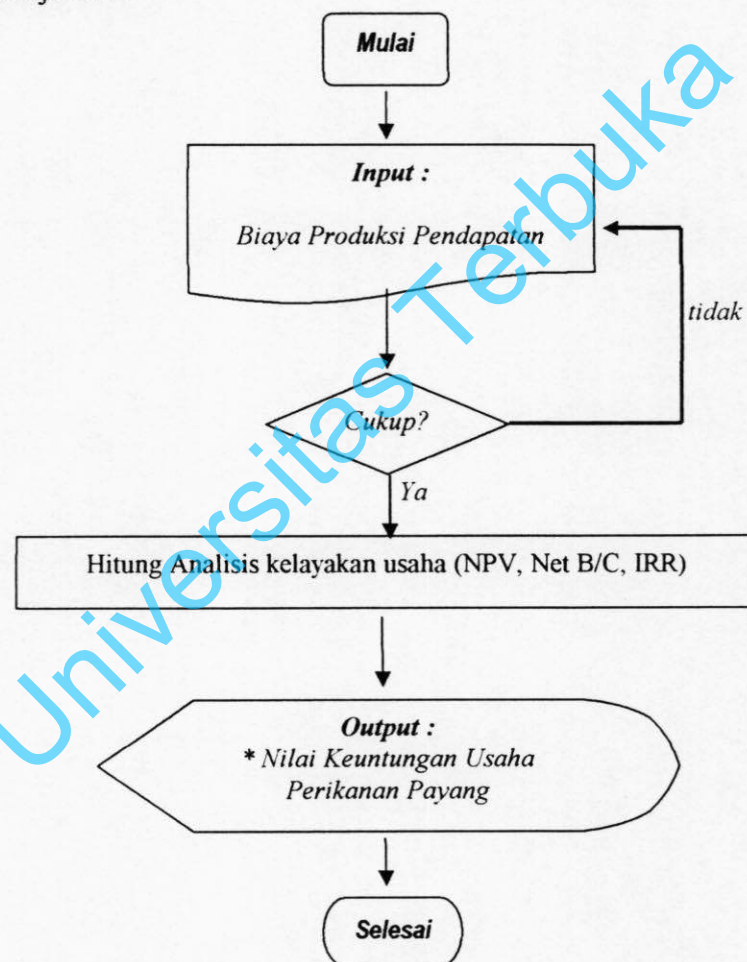 Mulai
Input :
Biaya Produksi Pendapatan
tidak
Cukup?
Ya
Hitung Analisis kelayakan usaha (NPV, Net B/C, IRR)
Output :
* Nilai Keuntungan Usaha
Perikanan Payang
Selesai
Universitas Terbuka